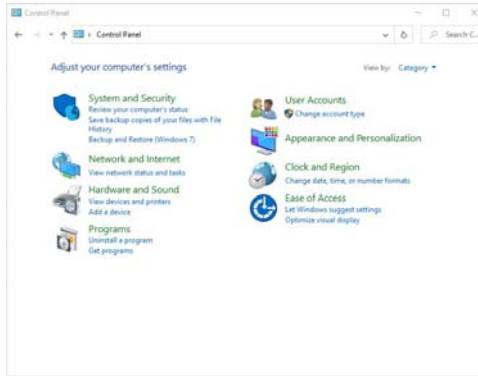 Control Panel
Control Panel
Search C...
Adjust your computer's settings
View by: Category
System and Security
Review your computer's status
Save backup copies of your files with File
History
Backup and Restore (Windows 7)
Network and Internet
View network status and tasks
Hardware and Sound
View devices and printers
Add a device
Programs
Uninstall a program
Get programs
User Accounts
Change account type
Appearance and Personalization
Clock and Region
Change date, time, or number formats
Ease of Access
Let Windows suggest settings
Optimize visual display